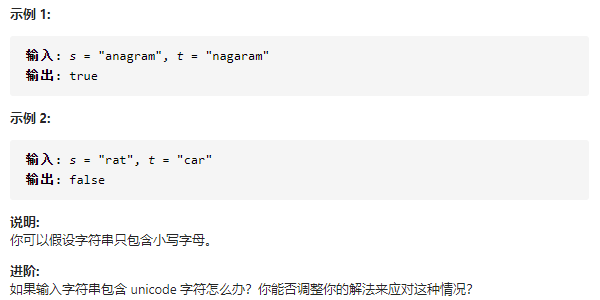 示例 1:
输入: s = "anagram", t = "nagaram"
输出: true
示例 2:
输入: s = "rat", t = "car"
输出: false
说明:
你可以假设字符串只包含小写字母。
进阶:
如果输入字符串包含 unicode 字符怎么办？你能否调整你的解法来应对这种情况？